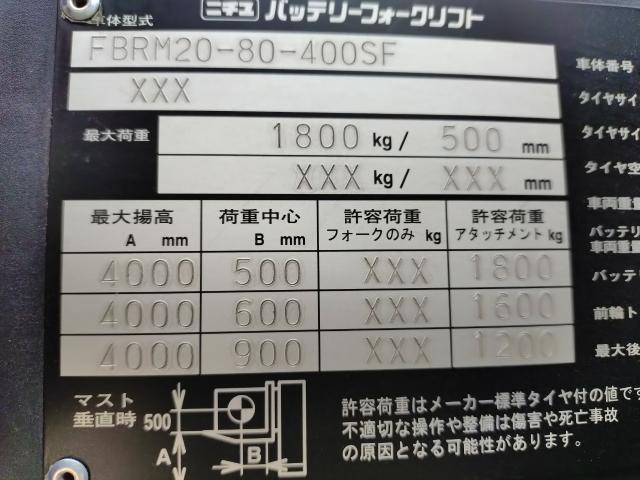 ニチユ バッテリーフォークリフト
車体型式
FBRM20-80-400SF
車体番号
XXX
タイヤサイ
最大荷重 1800 kg/ 500 mm
タイヤサイ
XXX kg/ XXX mm
タイヤ空
車両重量
最大揚高 荷重中心 許容荷重 許容荷重
A mm B mm フォークのみ kg アタッチメント kg
バッテリ
車両重量
4000 500 XXX 1800
バッテ
4000 600 XXX 1600
前輪ト
4000 900 XXX 1200
最大後
マスト
垂直時 500
A B
許容荷重はメーカー標準タイヤ付の値です
不適切な操作や整備は傷害や死亡事故
の原因となる可能性があります。